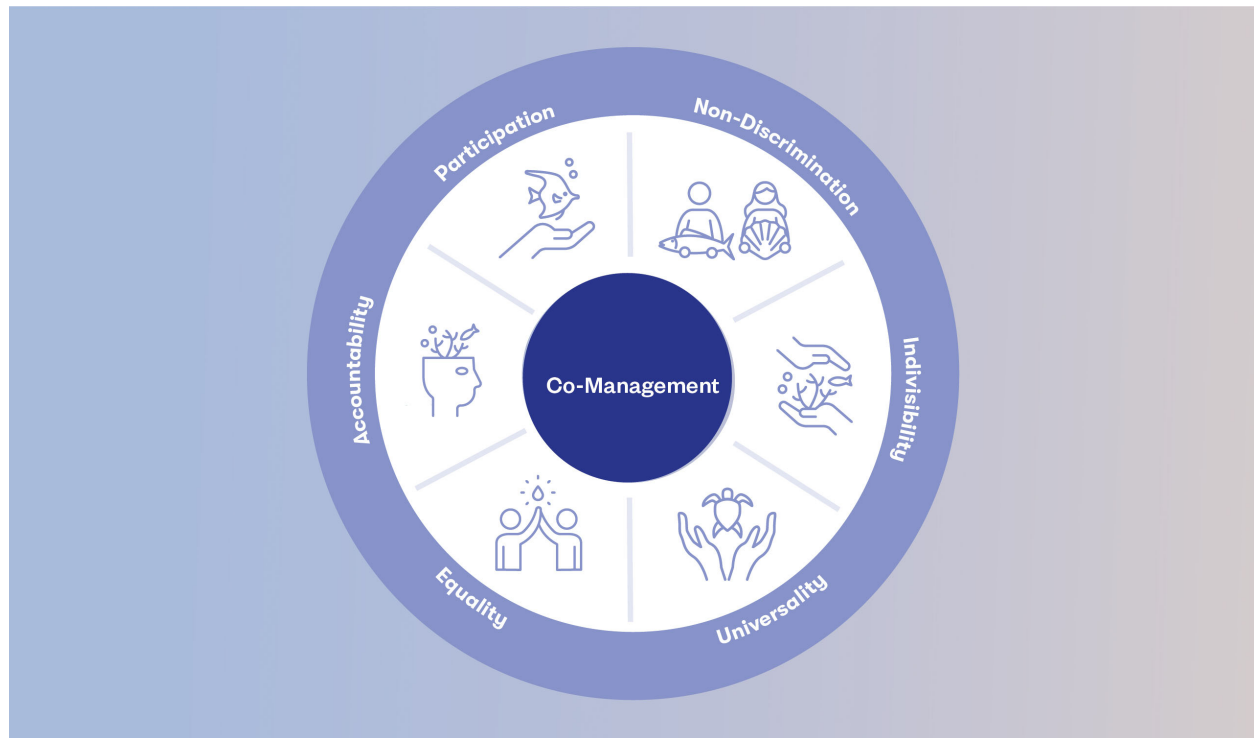 Participation
Non-Discrimination
Accountability
Co-Management
Indivisibility
Equality
Universality